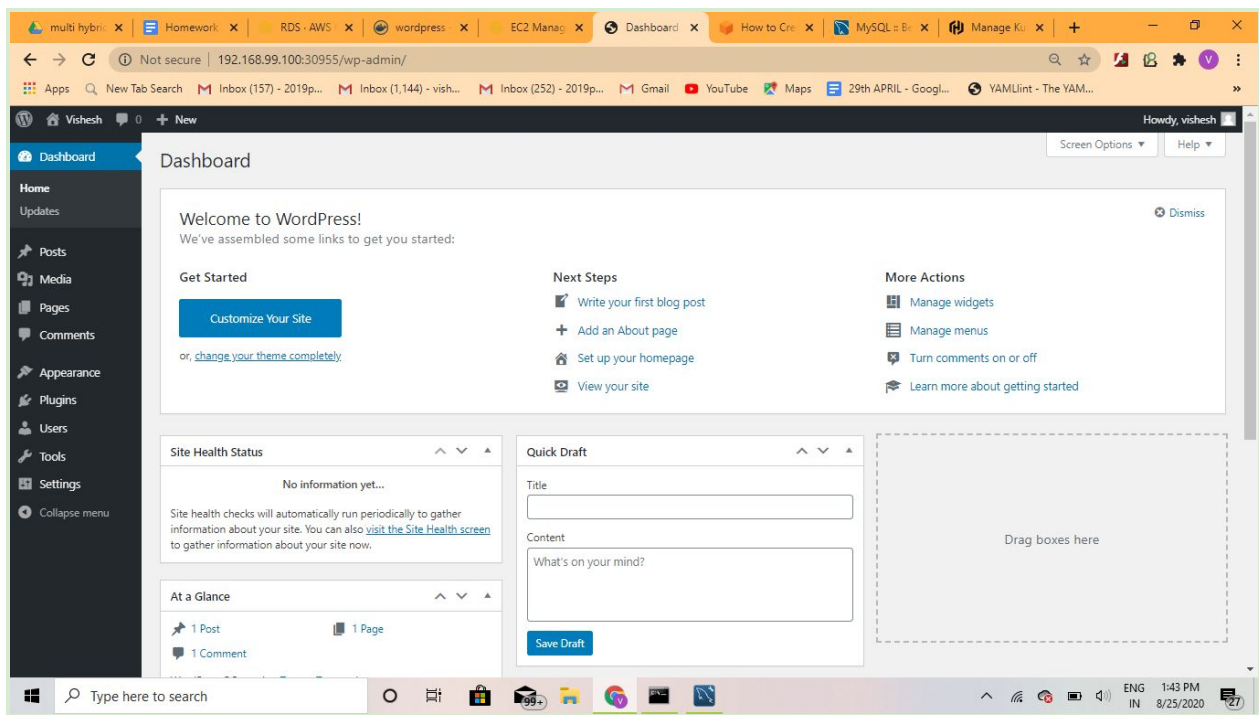 multi hybric Homework RDS · AWS wordpress - EC2 Manag Dashboard How to Cre MySQL :: Be Manage Ku
Not secure | 192.168.99.100:30955/wp-admin/
Apps New Tab Search Inbox (157) - 2019p... Inbox (1,144) - vish... Inbox (252) - 2019p... Gmail YouTube Maps 29th APRIL - Googl... YAMLlint - The YAM... »
Vishesh 0 + New Howdy, vishesh
Screen Options ▼ Help ▼
Dashboard
Home
Updates
Posts
Media
Pages
Comments
Appearance
Plugins
Users
Tools
Settings
Collapse menu
Dashboard
Welcome to WordPress!
Dismiss
We've assembled some links to get you started:
Get Started
Customize Your Site
or, change your theme completely
Next Steps
Write your first blog post
Add an About page
Set up your homepage
View your site
More Actions
Manage widgets
Manage menus
Turn comments on or off
Learn more about getting started
Site Health Status
No information yet...
Site health checks will automatically run periodically to gather
information about your site. You can also visit the Site Health screen
to gather information about your site now.
At a Glance
1 Post 1 Page
1 Comment
Quick Draft
Title
Content
What's on your mind?
Save Draft
Drag boxes here
Type here to search
99+
ENG
IN
1:43 PM
8/25/2020
27